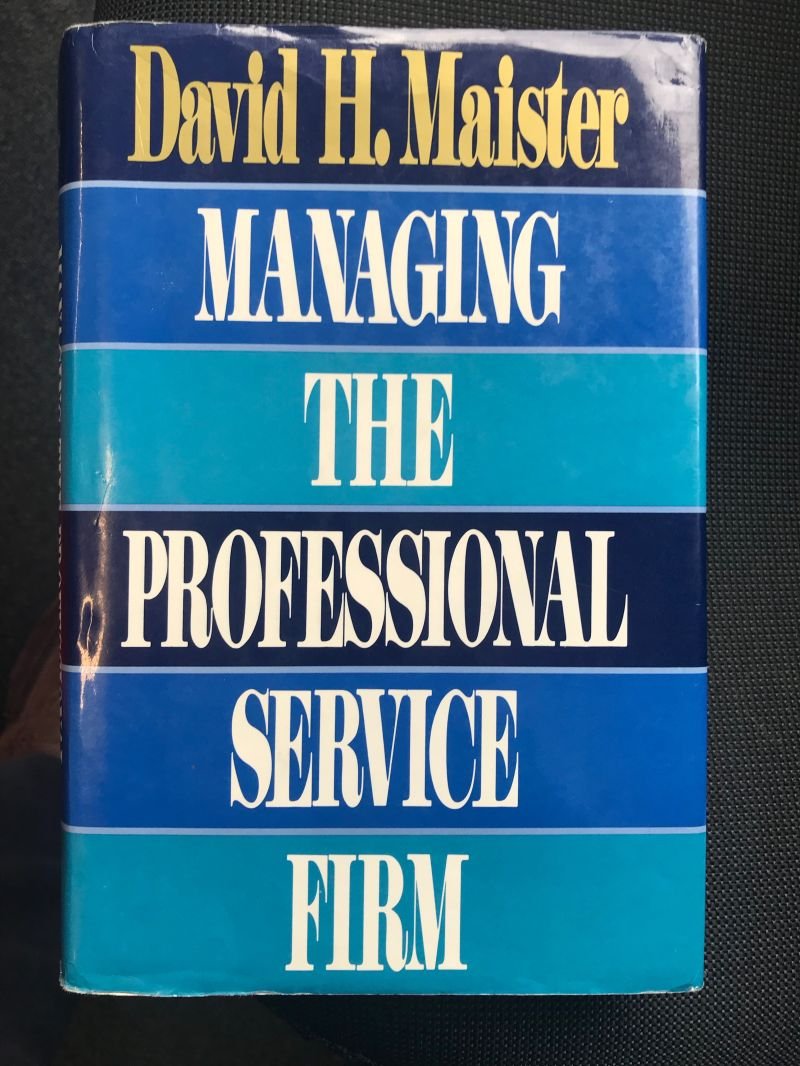 David H. Maister
MANAGING
THE
PROFESSIONAL
SERVICE
FIRM